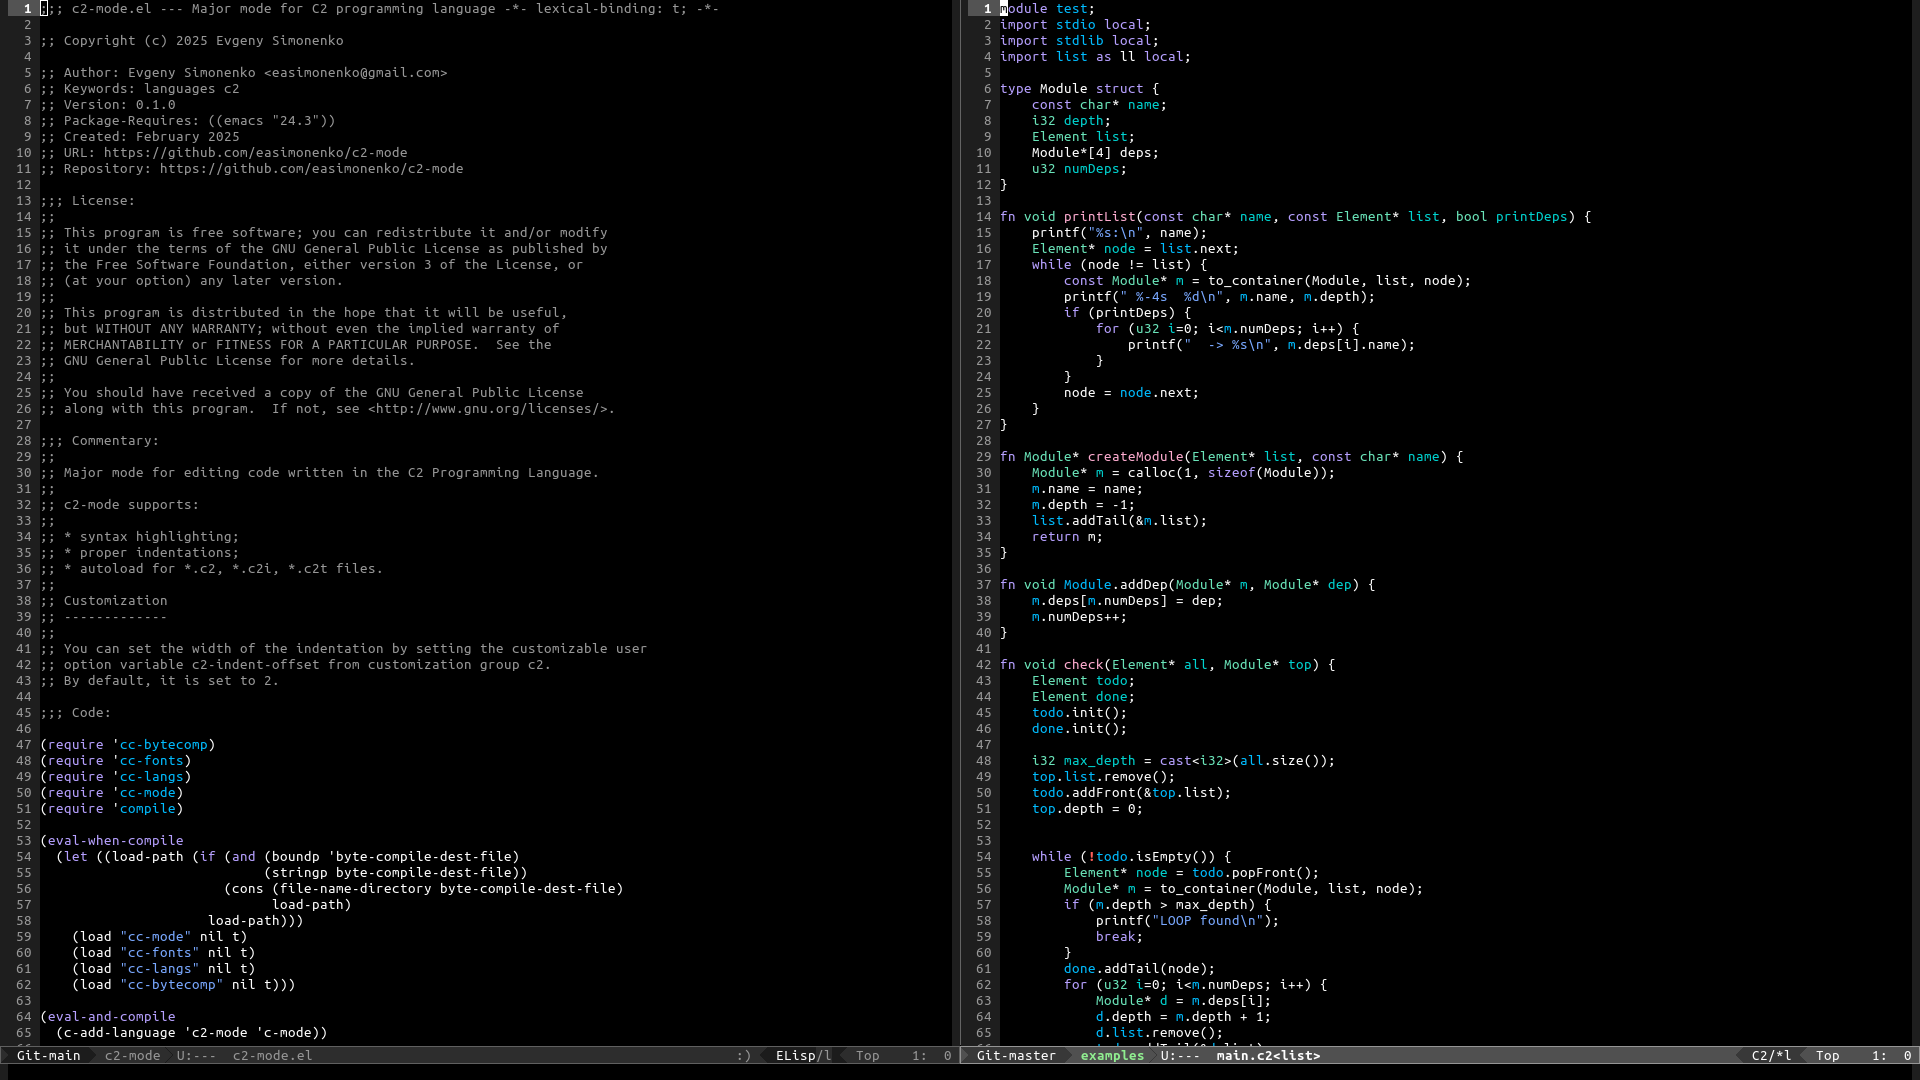 1 ;;; c2-mode.el --- Major mode for C2 programming language -*- lexical-binding: t; -*-
2
3 ;; Copyright (c) 2025 Evgeny Simonenko
4
5 ;; Author: Evgeny Simonenko <easimonenko@gmail.com>
6 ;; Keywords: languages c2
7 ;; Version: 0.1.0
8 ;; Package-Requires: ((emacs "24.3"))
9 ;; Created: February 2025
10 ;; URL: https://github.com/easimonenko/c2-mode
11 ;; Repository: https://github.com/easimonenko/c2-mode
12
13 ;;; License:
14 ;;
15 ;; This program is free software; you can redistribute it and/or modify
16 ;; it under the terms of the GNU General Public License as published by
17 ;; the Free Software Foundation, either version 3 of the License, or
18 ;; (at your option) any later version.
19 ;;
20 ;; This program is distributed in the hope that it will be useful,
21 ;; but WITHOUT ANY WARRANTY; without even the implied warranty of
22 ;; MERCHANTABILITY or FITNESS FOR A PARTICULAR PURPOSE.  See the
23 ;; GNU General Public License for more details.
24 ;;
25 ;; You should have received a copy of the GNU General Public License
26 ;; along with this program.  If not, see <http://www.gnu.org/licenses/>.
27
28 ;;; Commentary:
29 ;;
30 ;; Major mode for editing code written in the C2 Programming Language.
31 ;;
32 ;; c2-mode supports:
33 ;;
34 ;; * syntax highlighting;
35 ;; * proper indentations;
36 ;; * autoload for *.c2, *.c2i, *.c2t files.
37 ;;
38 ;; Customization
39 ;; -------------
40 ;;
41 ;; You can set the width of the indentation by setting the customizable user
42 ;; option variable c2-indent-offset from customization group c2.
43 ;; By default, it is set to 2.
44
45 ;;; Code:
46
47 (require 'cc-bytecomp)
48 (require 'cc-fonts)
49 (require 'cc-langs)
50 (require 'cc-mode)
51 (require 'compile)
52
53 (eval-when-compile
54   (let ((load-path (if (and (boundp 'byte-compile-dest-file)
55                             (stringp byte-compile-dest-file))
56                        (cons (file-name-directory byte-compile-dest-file)
57                              load-path)
58                      load-path)))
59     (load "cc-mode" nil t)
60     (load "cc-fonts" nil t)
61     (load "cc-langs" nil t)
62     (load "cc-bytecomp" nil t)))
63
64 (eval-and-compile
65   (c-add-language 'c2-mode 'c-mode))
Git-main c2-mode U:--- c2-mode.el :) ELisp/l Top 1: 0
1 module test;
2 import stdio local;
3 import stdlib local;
4 import list as ll local;
5
6 type Module struct {
7     const char* name;
8     i32 depth;
9     Element list;
10     Module*[4] deps;
11     u32 numDeps;
12 }
13
14 fn void printList(const char* name, const Element* list, bool printDeps) {
15     printf("%s:\n", name);
16     Element* node = list.next;
17     while (node != list) {
18         const Module* m = to_container(Module, list, node);
19         printf(" %-4s  %d\n", m.name, m.depth);
20         if (printDeps) {
21             for (u32 i=0; i<m.numDeps; i++) {
22                 printf("  -> %s\n", m.deps[i].name);
23             }
24         }
25         node = node.next;
26     }
27 }
28
29 fn Module* createModule(Element* list, const char* name) {
30     Module* m = calloc(1, sizeof(Module));
31     m.name = name;
32     m.depth = -1;
33     list.addTail(&m.list);
34     return m;
35 }
36
37 fn void Module.addDep(Module* m, Module* dep) {
38     m.deps[m.numDeps] = dep;
39     m.numDeps++;
40 }
41
42 fn void check(Element* all, Module* top) {
43     Element todo;
44     Element done;
45     todo.init();
46     done.init();
47
48     i32 max_depth = cast<i32>(all.size());
49     top.list.remove();
50     todo.addFront(&top.list);
51     top.depth = 0;
52
53
54     while (!todo.isEmpty()) {
55         Element* node = todo.popFront();
56         Module* m = to_container(Module, list, node);
57         if (m.depth > max_depth) {
58             printf("LOOP found\n");
59             break;
60         }
61         done.addTail(node);
62         for (u32 i=0; i<m.numDeps; i++) {
63             Module* d = m.deps[i];
64             d.depth = m.depth + 1;
65             d.list.remove();
Git-master examples U:--- main.c2<list> C2/*l Top 1: 0